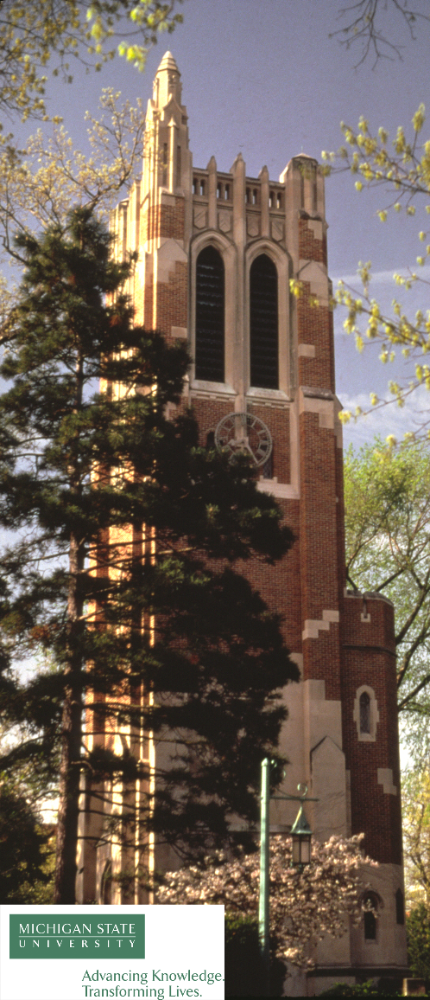 MICHIGAN STATE
UNIVERSITY
Advancing Knowledge.
Transforming Lives.